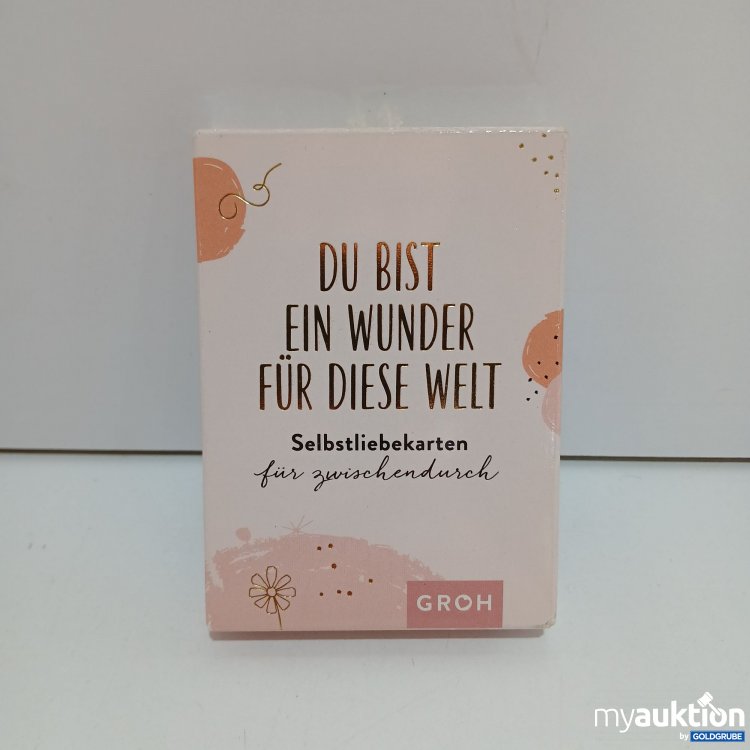 DU BIST
EIN WUNDER
FÜR DIESE WELT
Selbstliebekarten
für zwischendurch
GROH
myauktion
by GOLDGRUBE